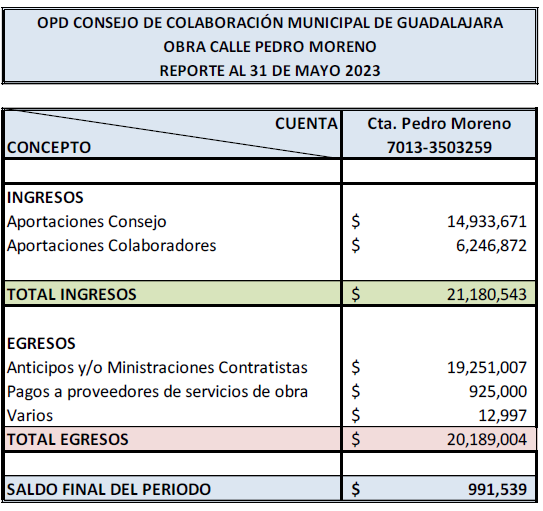 OPD CONSEJO DE COLABORACIÓN MUNICIPAL DE GUADALAJARA
OBRA CALLE PEDRO MORENO
REPORTE AL 31 DE MAYO 2023
CUENTA Cta. Pedro Moreno
CONCEPTO 7013-3503259
INGRESOS
Aportaciones Consejo $ 14,933,671
Aportaciones Colaboradores $ 6,246,872
TOTAL INGRESOS $ 21,180,543
EGRESOS
Anticipos y/o Ministraciones Contratistas $ 19,251,007
Pagos a proveedores de servicios de obra $ 925,000
Varios $ 12,997
TOTAL EGRESOS $ 20,189,004
SALDO FINAL DEL PERIODO $ 991,539